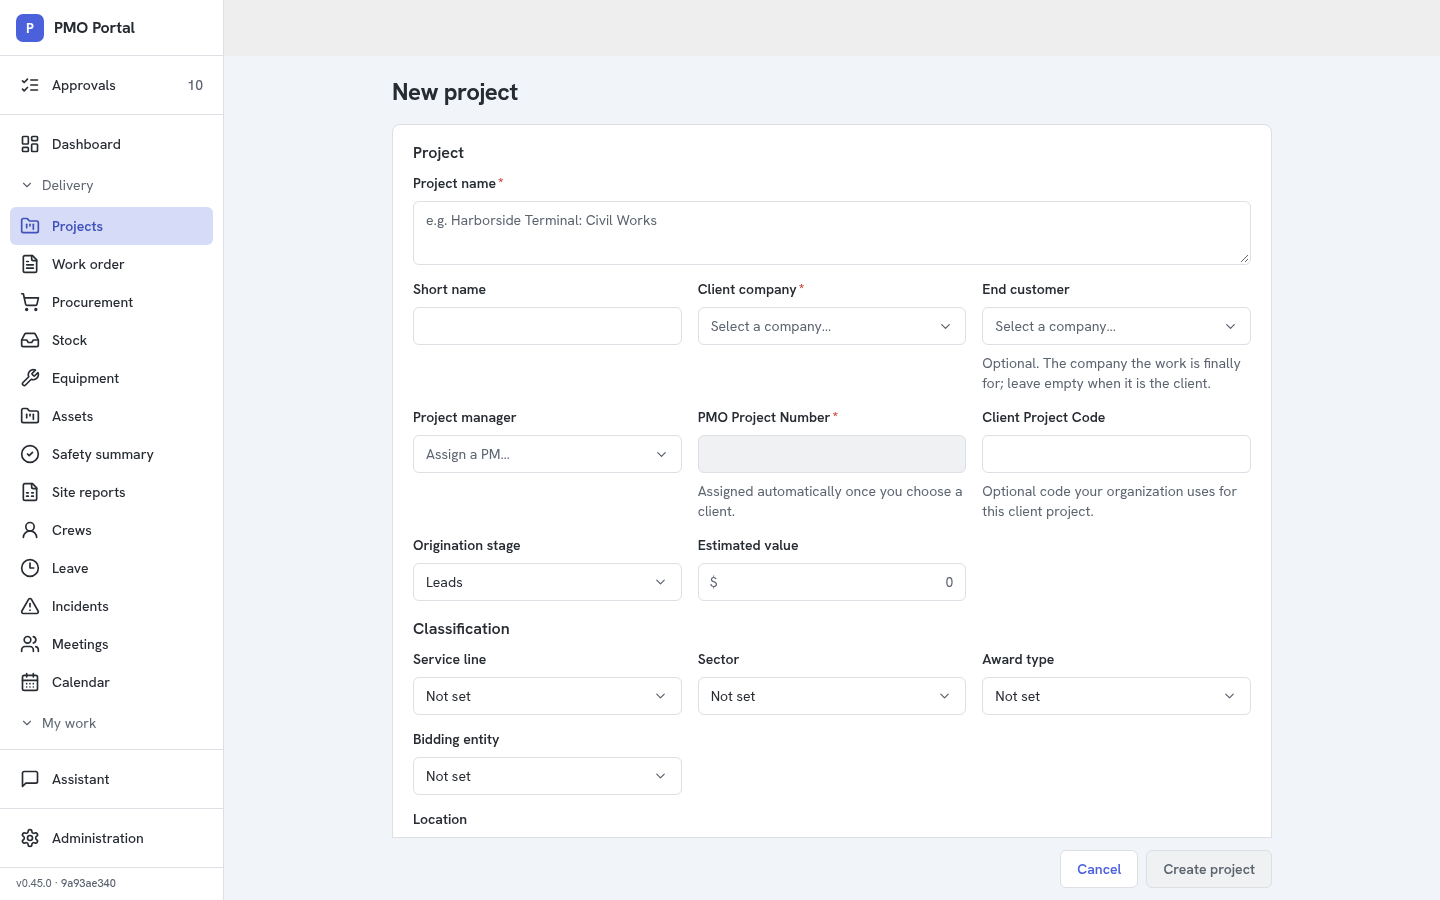 P PMO Portal
Approvals 10
Dashboard
Delivery
Projects
Work order
Procurement
Stock
Equipment
Assets
Safety summary
Site reports
Crews
Leave
Incidents
Meetings
Calendar
My work
Assistant
Administration
v0.45.0 · 9a93ae340
New project
Project
Project name *
e.g. Harborside Terminal: Civil Works
Short name Client company * End customer
Select a company... Select a company...
Optional. The company the work is finally
for; leave empty when it is the client.
Project manager PMO Project Number * Client Project Code
Assign a PM...
Assigned automatically once you choose a Optional code your organization uses for
client. this client project.
Origination stage Estimated value
Leads $ 0
Classification
Service line Sector Award type
Not set Not set Not set
Bidding entity
Not set
Location
Cancel Create project